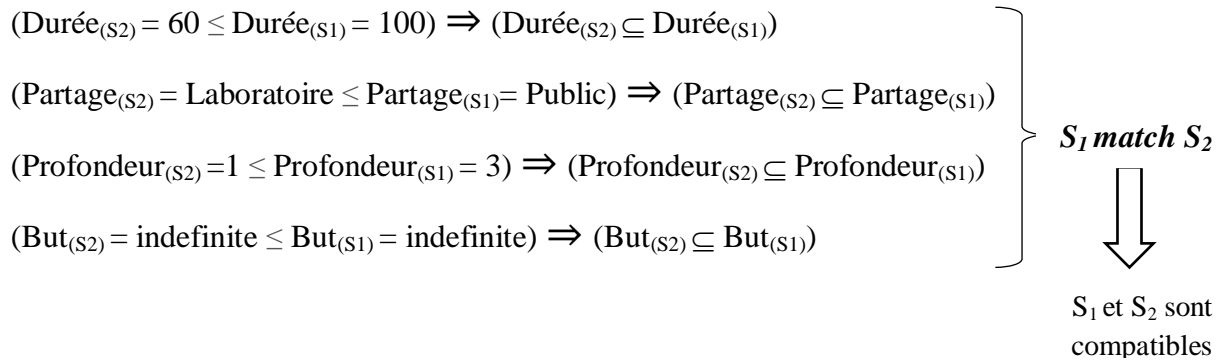 (Durée(S2) = 60 ≤ Durée(S1) = 100) ⇒ (Durée(S2) ⊆ Durée(S1))
(Partage(S2) = Laboratoire ≤ Partage(S1)= Public) ⇒ (Partage(S2) ⊆ Partage(S1))
(Profondeur(S2) =1 ≤ Profondeur(S1) = 3) ⇒ (Profondeur(S2) ⊆ Profondeur(S1))
(But(S2) = indefinite ≤ But(S1) = indefinite) ⇒ (But(S2) ⊆ But(S1))
S1 match S2
S1 et S2 sont
compatibles